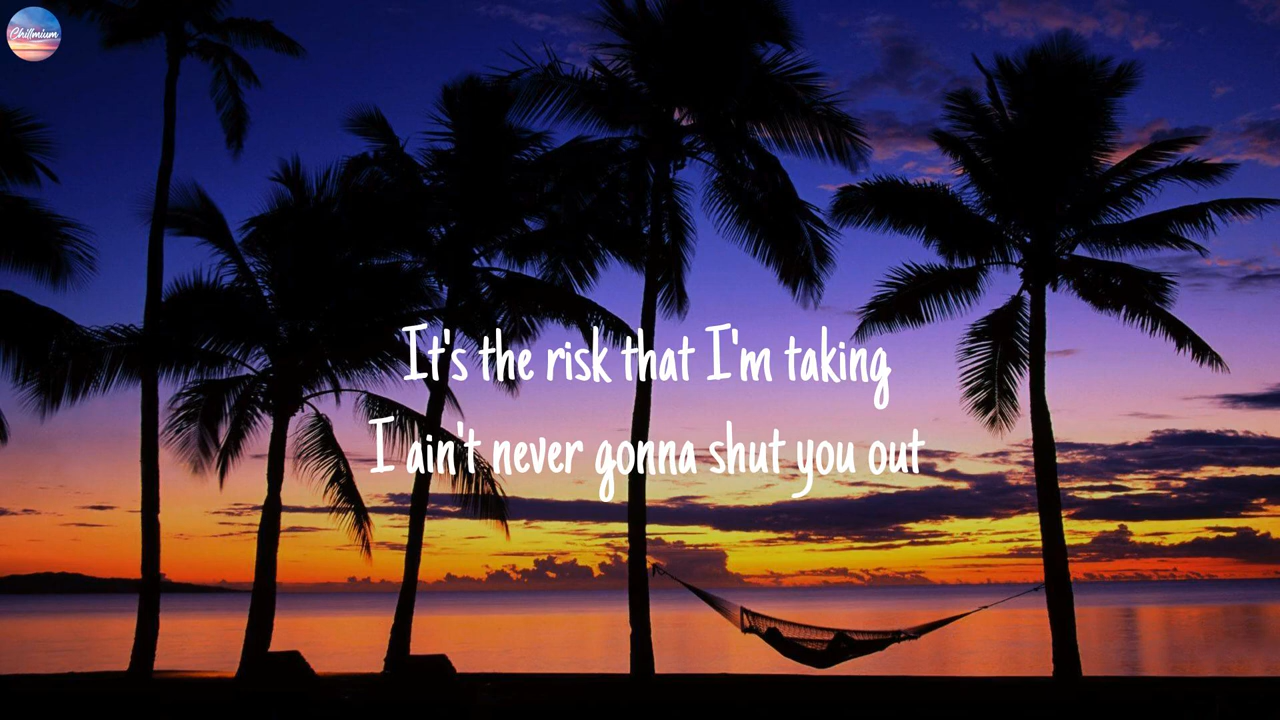 Chillmium
It's the risk that I'm taking
I ain't never gonna shut you out